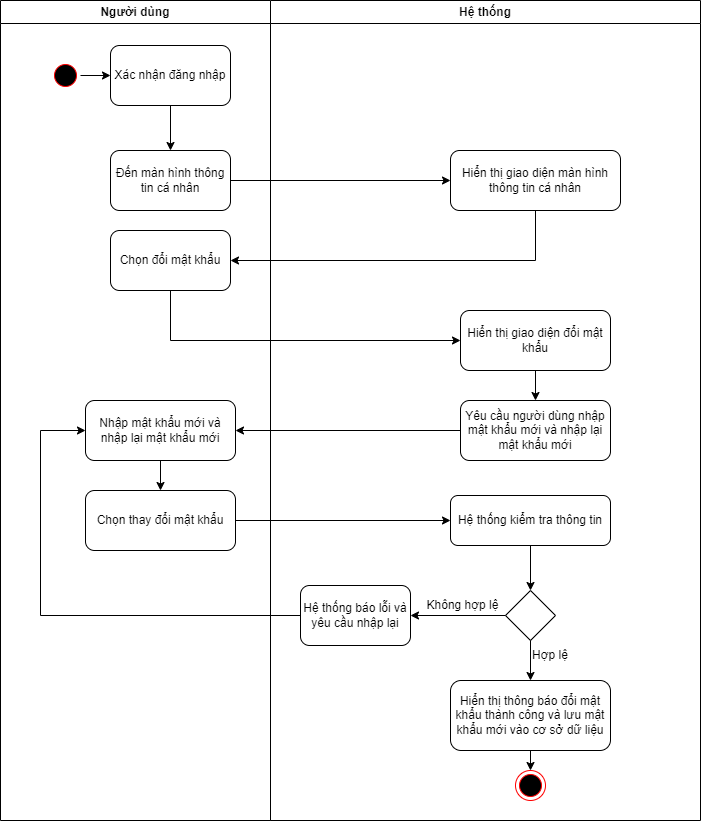 Người dùng
Hệ thống
Xác nhận đăng nhập
Đến màn hình thông
tin cá nhân
Hiển thị giao diện màn hình
thông tin cá nhân
Chọn đổi mật khẩu
Hiển thị giao diện đổi mật
khẩu
Yêu cầu người dùng nhập
mật khẩu mới và nhập lại
mật khẩu mới
Nhập mật khẩu mới và
nhập lại mật khẩu mới
Chọn thay đổi mật khẩu
Hệ thống kiểm tra thông tin
Không hợp lệ
Hệ thống báo lỗi và
yêu cầu nhập lại
Hợp lệ
Hiển thị thông báo đổi mật
khẩu thành công và lưu mật
khẩu mới vào cơ sở dữ liệu